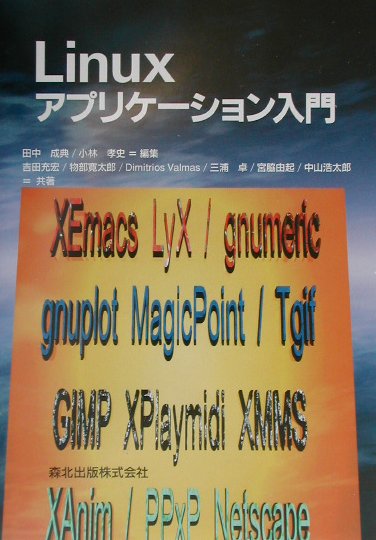 Linux
アプリケーション入門
田中 成典/小林 孝史=編集
吉田充宏/物部寛太郎/Dimitrios Valmas/三浦 卓/宮脇由起/中山浩太郎
=共著
XEmacs LyX / gnumeric
gnuplot MagicPoint / Tgif
GIMP XPlaymidi XMMS
森北出版株式会社
XAnim / PPxP Netscape